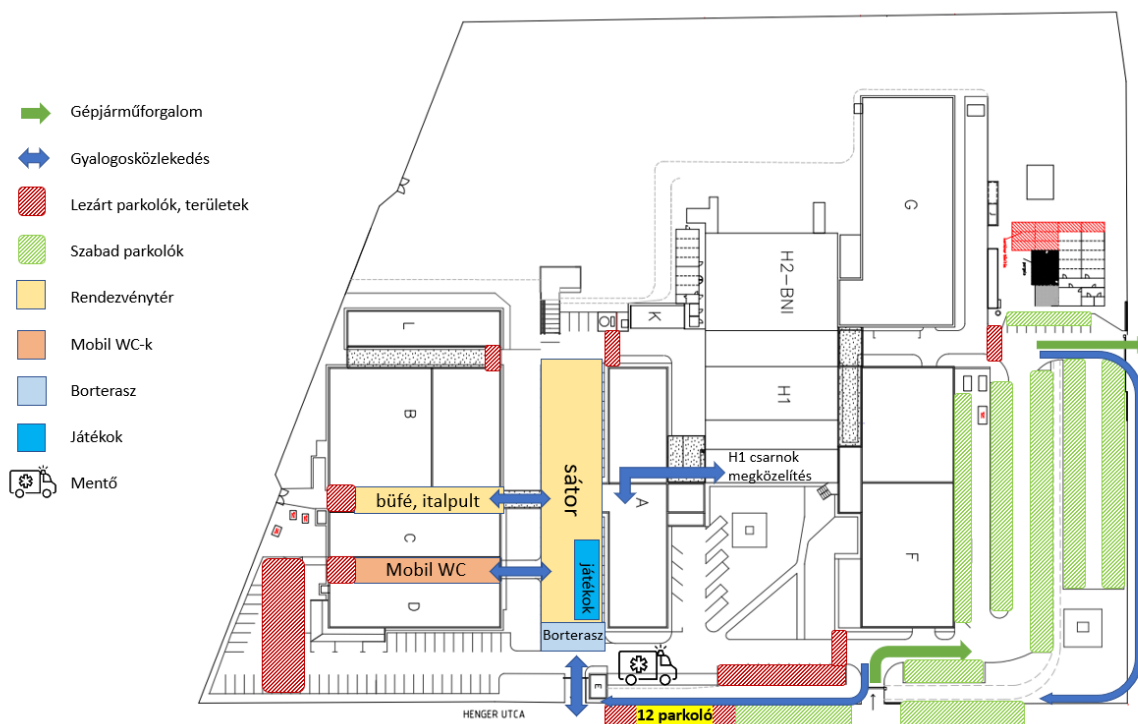 Gépjárműforgalom
Gyalogosközlekedés
Lezárt parkolók, területek
Szabad parkolók
Rendezvénytér
Mobil WC-k
Borterasz
Játékok
Mentő
G
H2-BNI
K
L
B
H1
sátor
H1 csarnok
megközelítés
A
büfé, italpult
C
F
Mobil WC
játékok
D
Borterasz
E
12 parkoló
HENGER UTCA